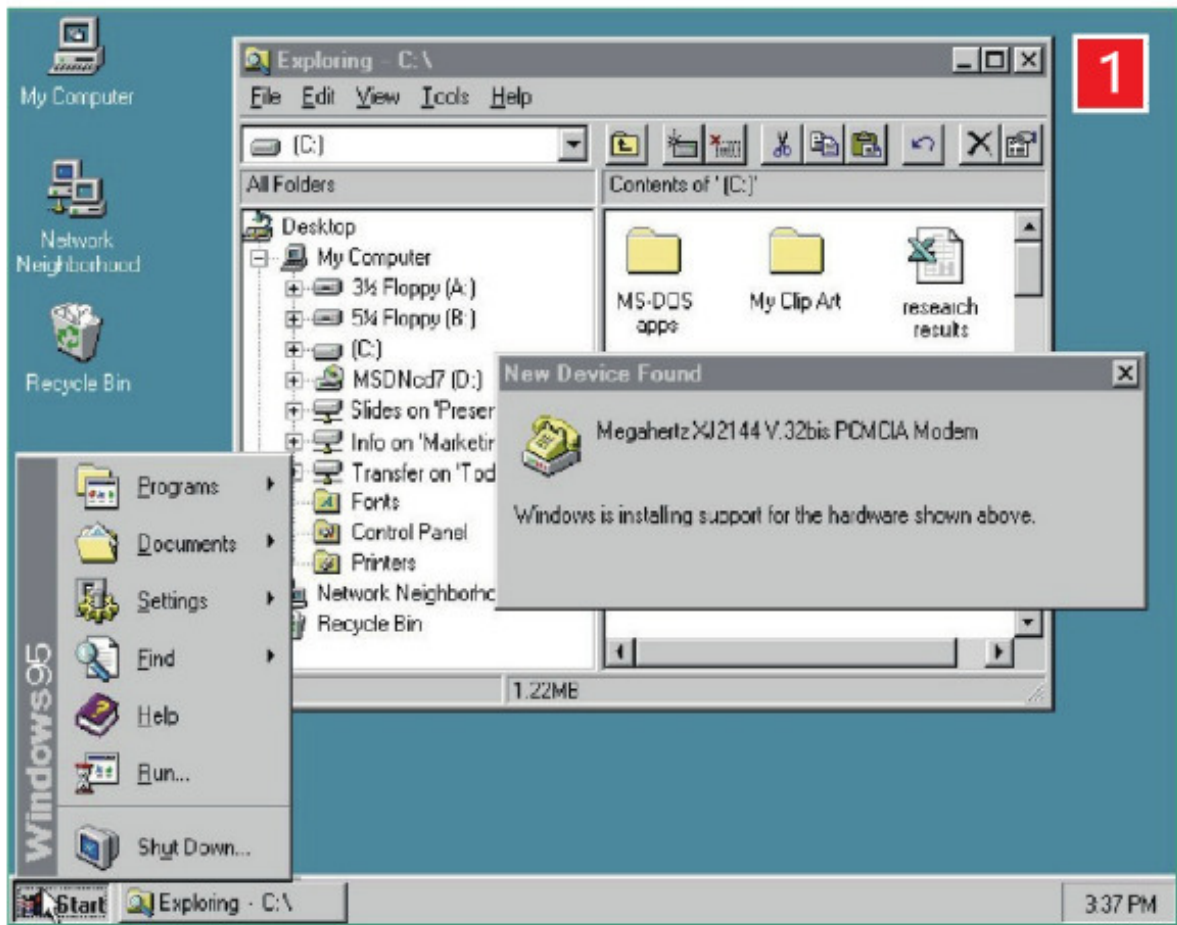 My Computer
Network
Neighborhood
Recycle Bin
Exploring - C:\
File Edit View Tools Help
(C:)
All Folders
Contents of '(C:)'
Desktop
My Computer
3½ Floppy (A:)
5¼ Floppy (B:)
(C:)
MSDNcd7 (D:)
Slides on 'Preser
Info on 'Marketir
Transfer on 'Tod
Fonts
Control Panel
Printers
Network Neighborho
Recycle Bin
MS-DOS
apps
My Clip Art
research
results
1.22MB
1
New Device Found
Megahertz XJ2144 V.32bis PCMCIA Modem
Windows is installing support for the hardware shown above.
Windows95
Programs
Documents
Settings
Find
Help
Run...
Shut Down...
Start
Exploring - C:\
3:37 PM